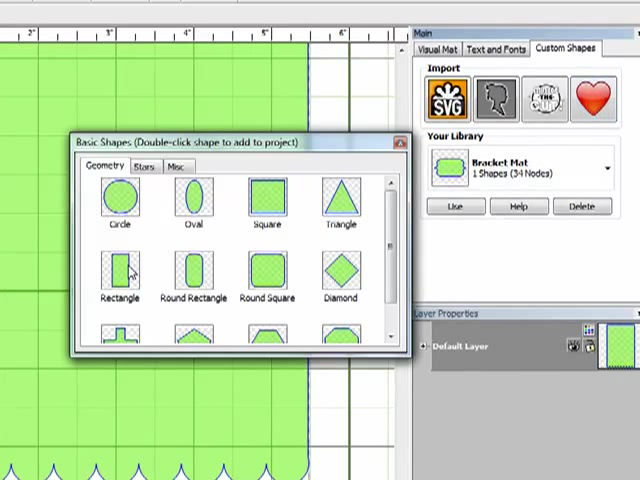 2" 3" 4" 5" 6"
Main
Visual Mat Text and Fonts Custom Shapes
Import
SVG
THE
Your Library
Bracket Mat
1 Shapes (34 Nodes)
Use Help Delete
Basic Shapes (Double-click shape to add to project)
Geometry Stars Misc
Circle Oval Square Triangle
Rectangle Round Rectangle Round Square Diamond
Layer Properties
Default Layer